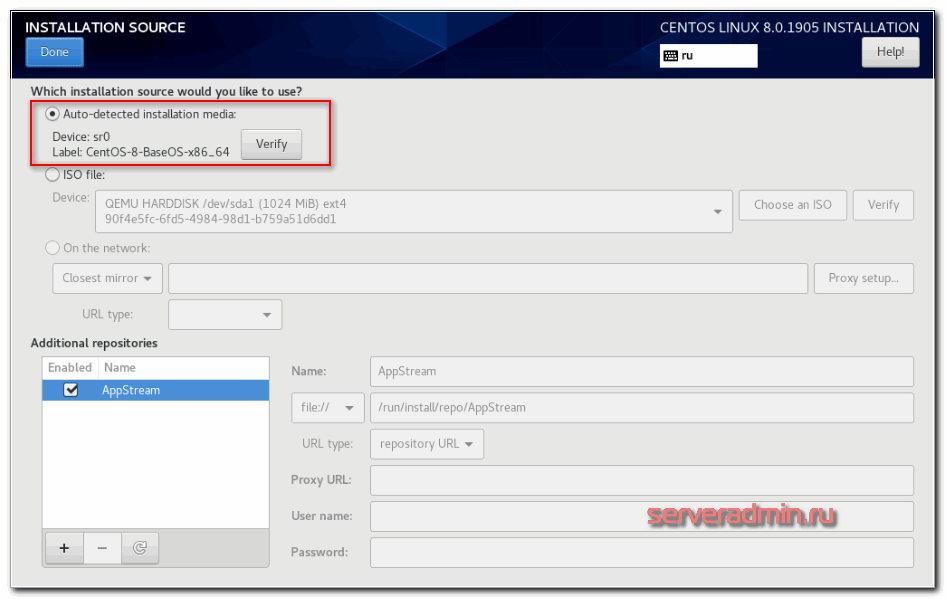 INSTALLATION SOURCE
CENTOS LINUX 8.0.1905 INSTALLATION
Done
ru
Help!
Which installation source would you like to use?
Auto-detected installation media:
Device: sr0
Label: CentOS-8-BaseOS-x86_64
Verify
ISO file:
Device:
QEMU HARDDISK /dev/sda1 (1024 MiB) ext4
90f4e5fc-6fd5-4984-98d1-b759a51d6dd1
Choose an ISO
Verify
On the network:
Closest mirror
Proxy setup...
URL type:
Additional repositories
Enabled Name
AppStream
Name:
AppStream
file://
/run/install/repo/AppStream
URL type:
repository URL
Proxy URL:
User name:
serveradmin.ru
Password: